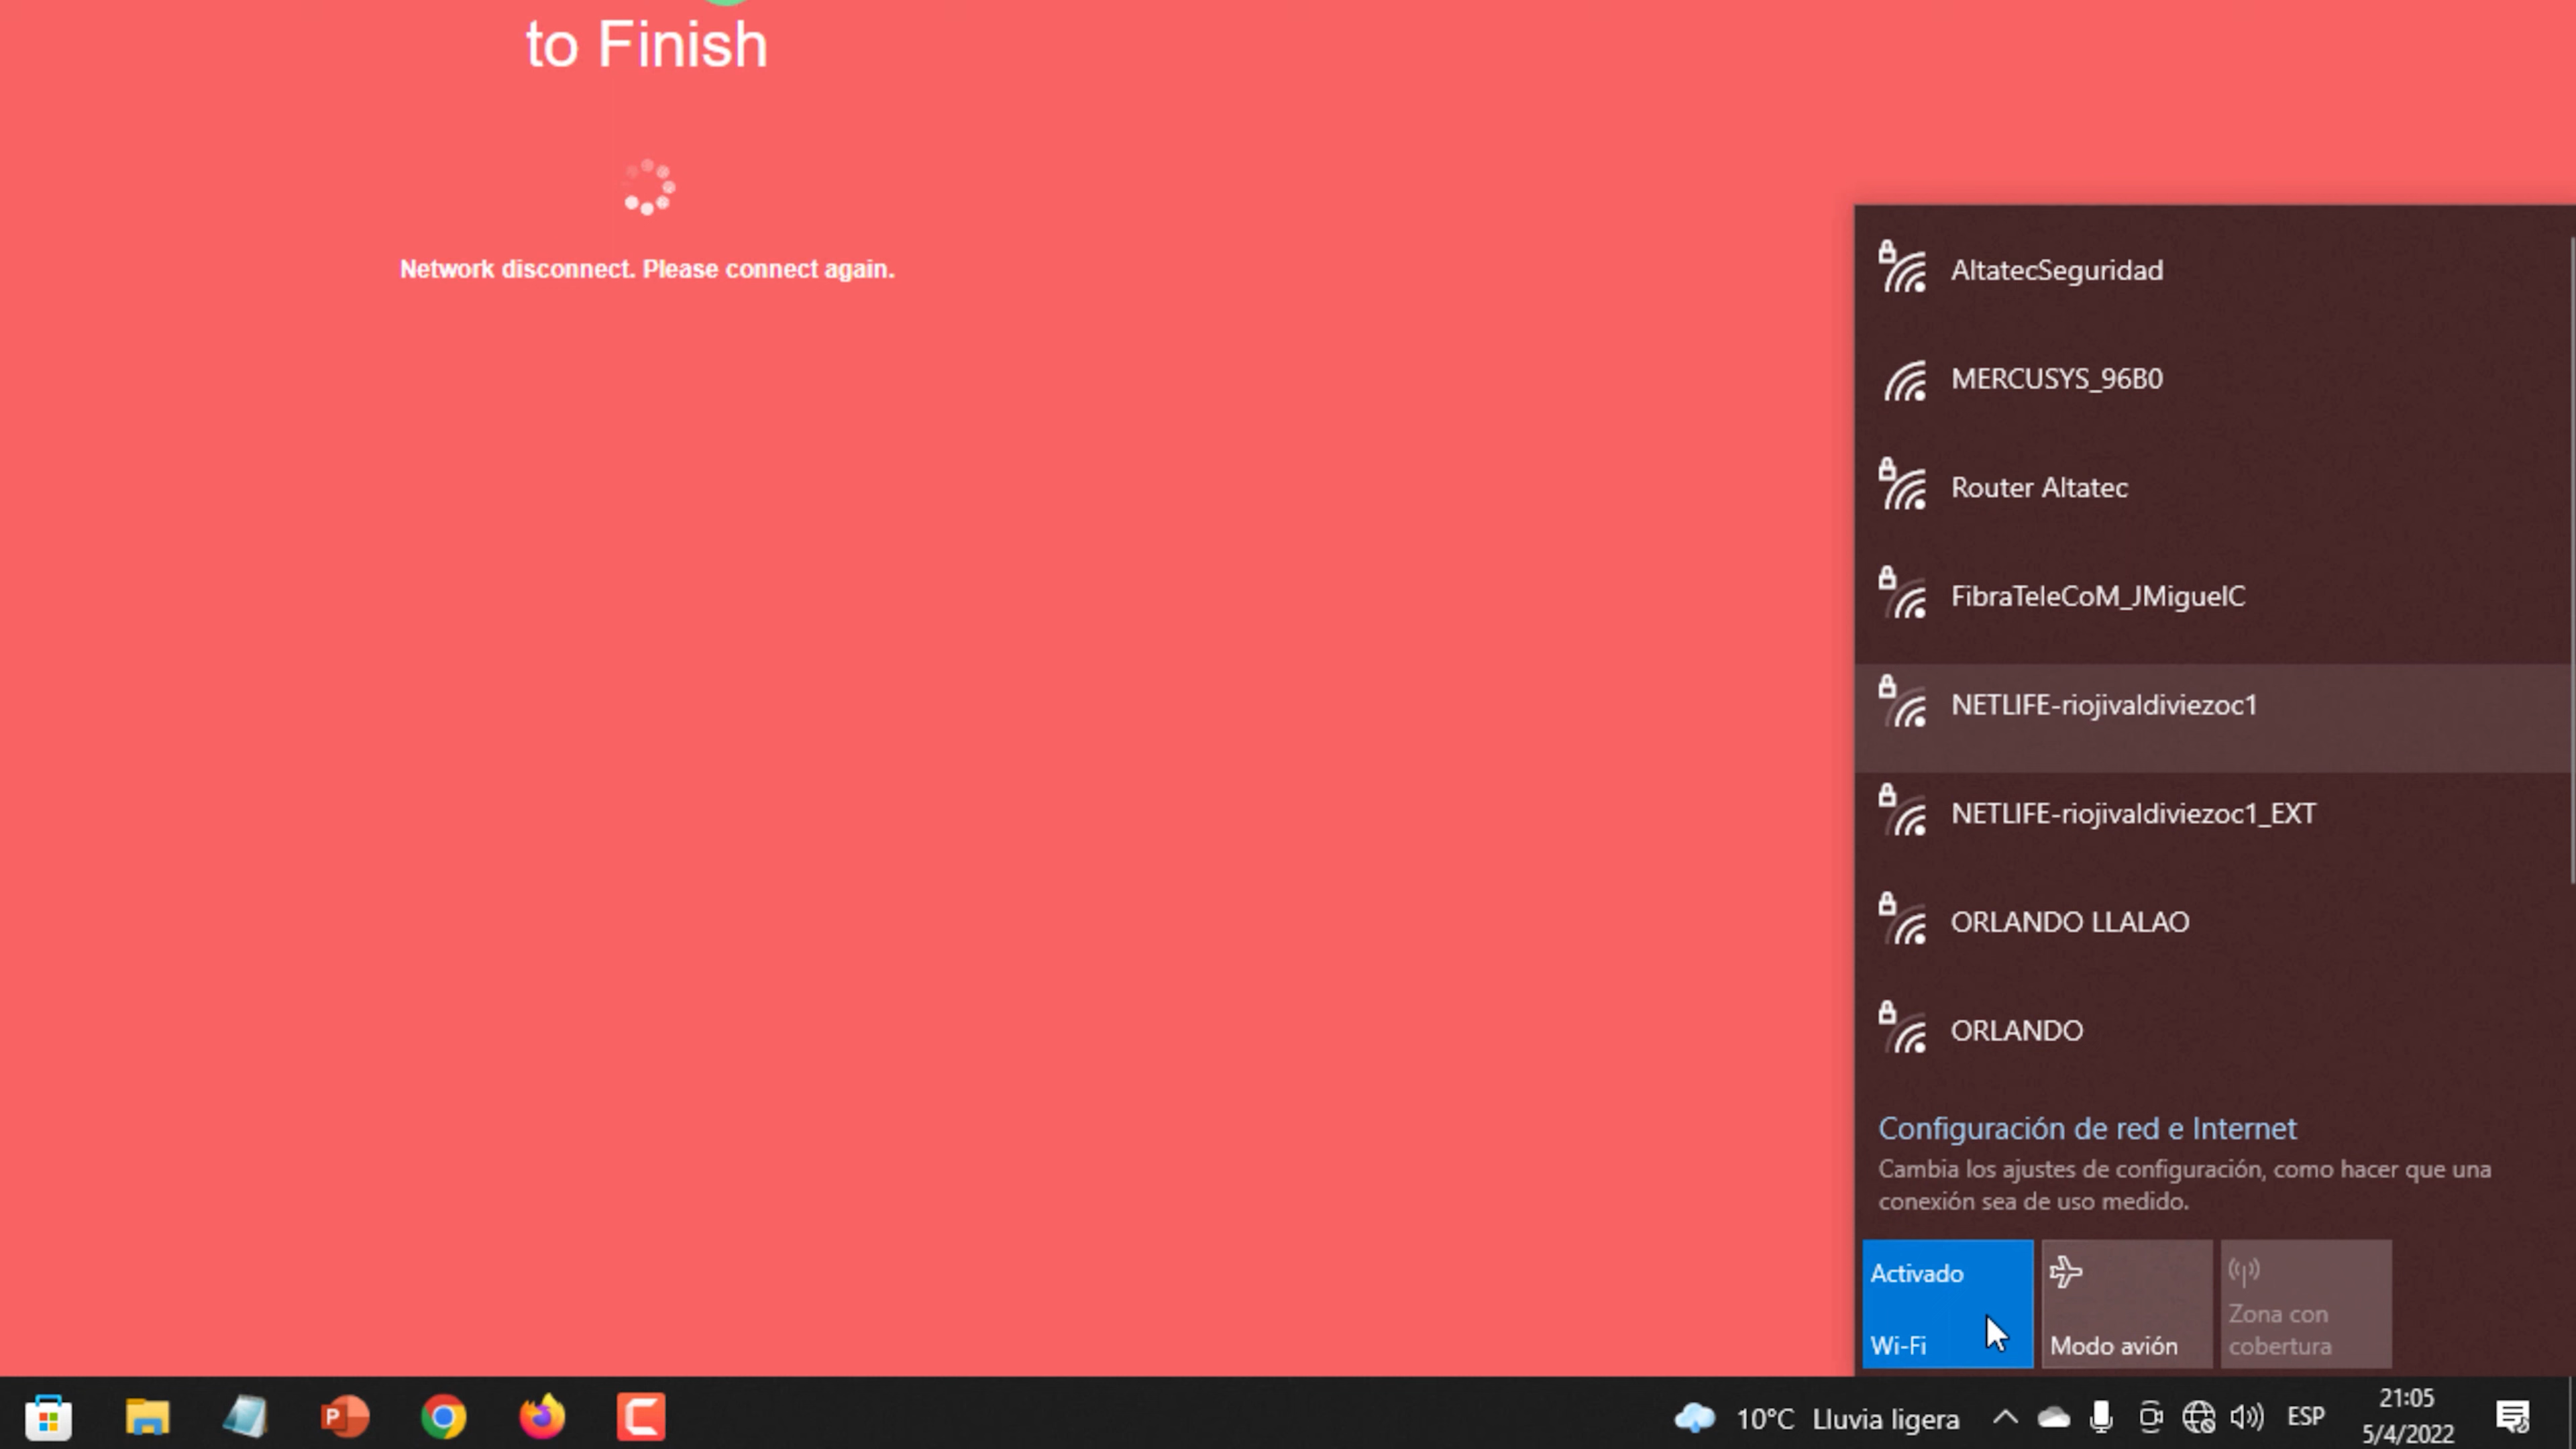 to Finish
Network disconnect. Please connect again.
AltatecSeguridad
MERCUSYS_96B0
Router Altatec
FibraTeleCoM_JMiguelC
NETLIFE-riojivaldiviezoc1
NETLIFE-riojivaldiviezoc1_EXT
ORLANDO LLALAO
ORLANDO
Configuración de red e Internet
Cambia los ajustes de configuración, como hacer que una
conexión sea de uso medido.
Activado
Wi-Fi
Modo avión
Zona con
cobertura
10°C Lluvia ligera
ESP
21:05
5/4/2022